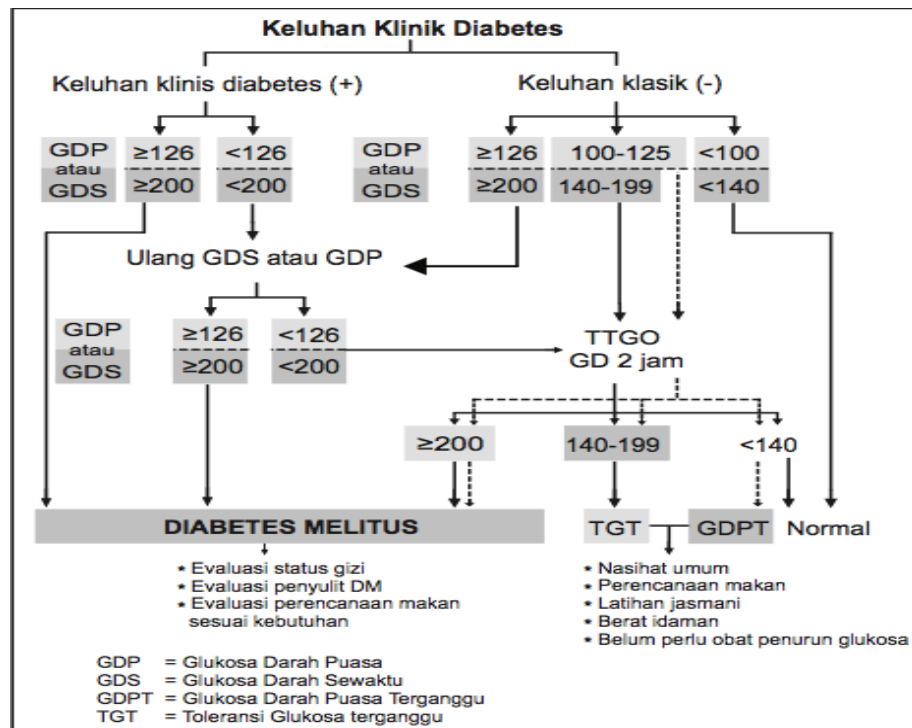 Keluhan Klinik Diabetes
Keluhan klinis diabetes (+)
Keluhan klasik (-)
GDP
atau
GDS
≥126
<126
≥200
<200
GDP
atau
GDS
≥126
100-125
<100
≥200
140-199
<140
Ulang GDS atau GDP
GDP
atau
GDS
≥126
<126
≥200
<200
TTGO
GD 2 jam
≥200
140-199
<140
DIABETES MELITUS
TGT
GDPT
Normal
* Evaluasi status gizi
* Evaluasi penyulit DM
* Evaluasi perencanaan makan
sesuai kebutuhan
* Nasihat umum
* Perencanaan makan
* Latihan jasmani
* Berat idaman
* Belum perlu obat penurun glukosa
GDP = Glukosa Darah Puasa
GDS = Glukosa Darah Sewaktu
GDPT = Glukosa Darah Puasa Terganggu
TGT = Toleransi Glukosa terganggu